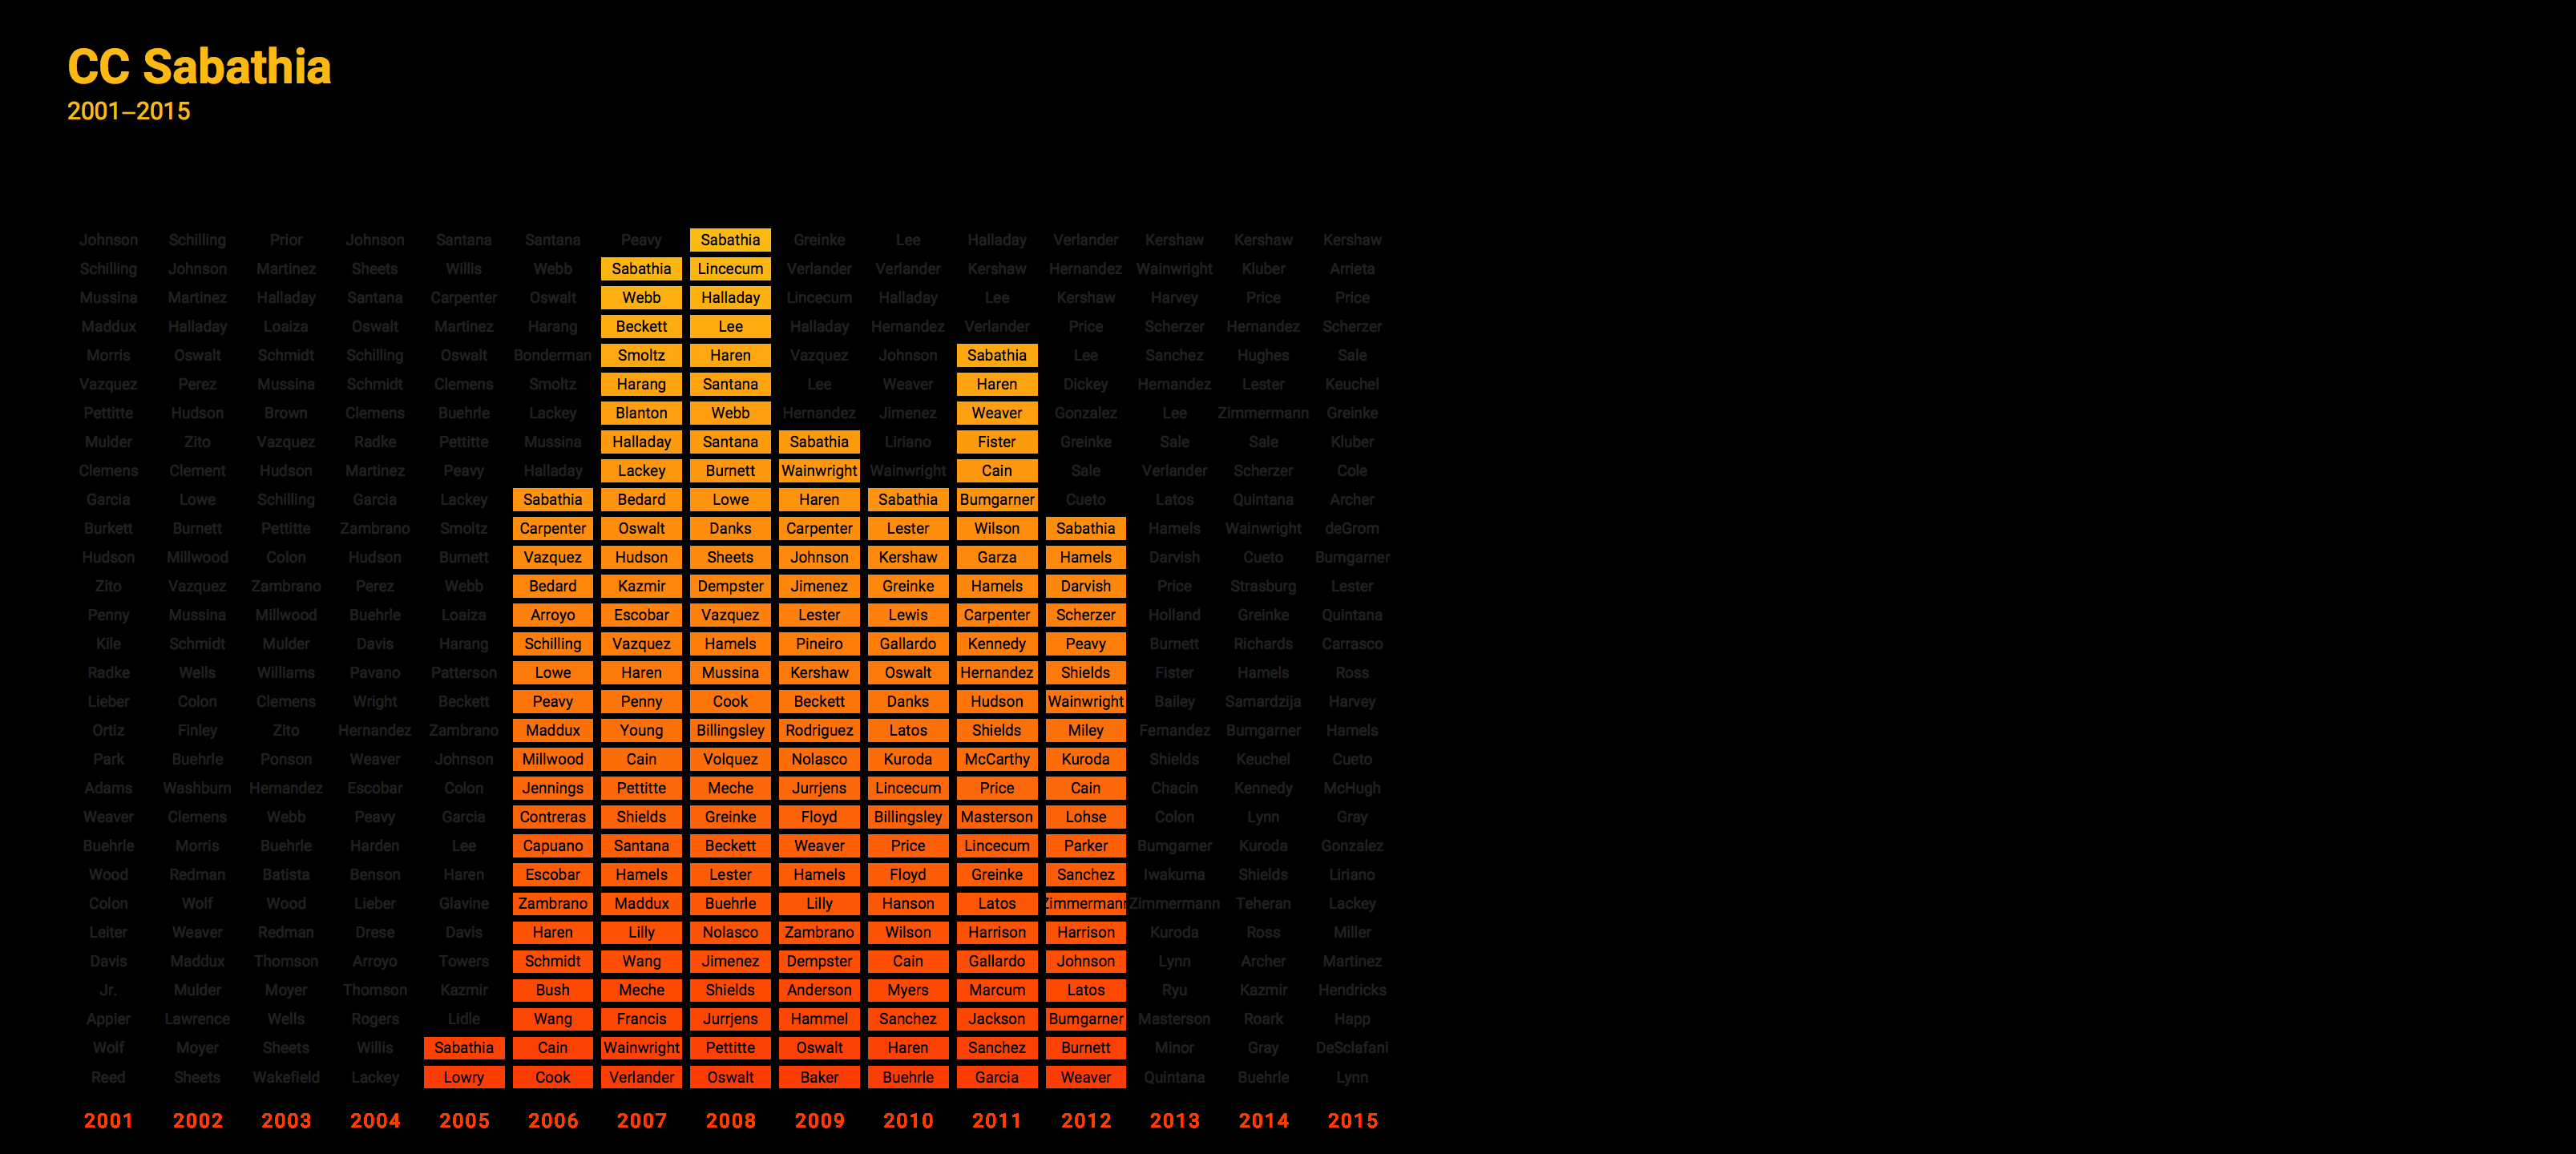 CC Sabathia
2001–2015
Johnson Schilling Prior Johnson Santana Santana Peavy Sabathia Greinke Lee Halladay Verlander Kershaw Kershaw Kershaw
Schilling Johnson Martinez Sheets Willis Webb Sabathia Lincecum Verlander Verlander Kershaw Hernandez Wainwright Kluber Arrieta
Mussina Martinez Halladay Santana Carpenter Oswalt Webb Halladay Lincecum Halladay Lee Kershaw Harvey Price Price
Maddux Halladay Loaiza Oswalt Martinez Harang Beckett Lee Halladay Hernandez Verlander Price Scherzer Hernandez Scherzer
Morris Oswalt Schmidt Schilling Oswalt Bonderman Smoltz Haren Vazquez Johnson Sabathia Lee Sanchez Hughes Sale
Vazquez Perez Mussina Schmidt Clemens Smoltz Harang Santana Lee Weaver Haren Dickey Hernandez Lester Keuchel
Pettitte Hudson Brown Clemens Buehrle Lackey Blanton Webb Hernandez Jimenez Weaver Gonzalez Lee Zimmermann Greinke
Mulder Zito Vazquez Radke Pettitte Mussina Halladay Santana Sabathia Liriano Fister Greinke Sale Sale Kluber
Clemens Clement Hudson Martinez Peavy Halladay Lackey Burnett Wainwright Wainwright Cain Sale Verlander Scherzer Cole
Garcia Lowe Schilling Garcia Lackey Sabathia Bedard Lowe Haren Sabathia Bumgarner Cueto Latos Quintana Archer
Burkett Burnett Pettitte Zambrano Smoltz Carpenter Oswalt Danks Carpenter Lester Wilson Sabathia Hamels Wainwright deGrom
Hudson Millwood Colon Hudson Burnett Vazquez Hudson Sheets Johnson Kershaw Garza Hamels Darvish Cueto Bumgarner
Zito Vazquez Zambrano Perez Webb Bedard Kazmir Dempster Jimenez Greinke Hamels Darvish Price Strasburg Lester
Penny Mussina Millwood Buehrle Loaiza Arroyo Escobar Vazquez Lester Lewis Carpenter Scherzer Holland Greinke Quintana
Kile Schmidt Mulder Davis Harang Schilling Vazquez Hamels Pineiro Gallardo Kennedy Peavy Burnett Richards Carrasco
Radke Wells Williams Pavano Patterson Lowe Haren Mussina Kershaw Oswalt Hernandez Shields Fister Hamels Ross
Lieber Colon Clemens Wright Beckett Peavy Penny Cook Beckett Danks Hudson Wainwright Bailey Samardzija Harvey
Ortiz Finley Zito Hernandez Zambrano Maddux Young Billingsley Rodriguez Latos Shields Miley Fernandez Bumgarner Hamels
Park Buehrle Ponson Weaver Johnson Millwood Cain Volquez Nolasco Kuroda McCarthy Kuroda Shields Keuchel Cueto
Adams Washburn Hernandez Escobar Colon Jennings Pettitte Meche Jurrjens Lincecum Price Cain Chacin Kennedy McHugh
Weaver Clemens Webb Peavy Garcia Contreras Shields Greinke Floyd Billingsley Masterson Lohse Colon Lynn Gray
Buehrle Morris Buehrle Harden Lee Capuano Santana Beckett Weaver Price Lincecum Parker Bumgarner Kuroda Gonzalez
Wood Redman Batista Benson Haren Escobar Hamels Lester Hamels Floyd Greinke Sanchez Iwakuma Shields Liriano
Colon Wolf Wood Lieber Glavine Zambrano Maddux Buehrle Lilly Hanson Latos Zimmermann Zimmermann Teheran Lackey
Leiter Weaver Redman Drese Davis Haren Lilly Nolasco Zambrano Wilson Harrison Harrison Kuroda Ross Miller
Davis Maddux Thomson Arroyo Towers Schmidt Wang Jimenez Dempster Cain Gallardo Johnson Lynn Archer Martinez
Jr. Mulder Moyer Thomson Kazmir Bush Meche Shields Anderson Myers Marcum Latos Ryu Kazmir Hendricks
Appier Lawrence Wells Rogers Lidle Wang Francis Jurrjens Hammel Sanchez Jackson Bumgarner Masterson Roark Happ
Wolf Moyer Sheets Willis Sabathia Cain Wainwright Pettitte Oswalt Haren Sanchez Burnett Minor Gray DeSclafani
Reed Sheets Wakefield Lackey Lowry Cook Verlander Oswalt Baker Buehrle Garcia Weaver Quintana Buehrle Lynn
2001 2002 2003 2004 2005 2006 2007 2008 2009 2010 2011 2012 2013 2014 2015